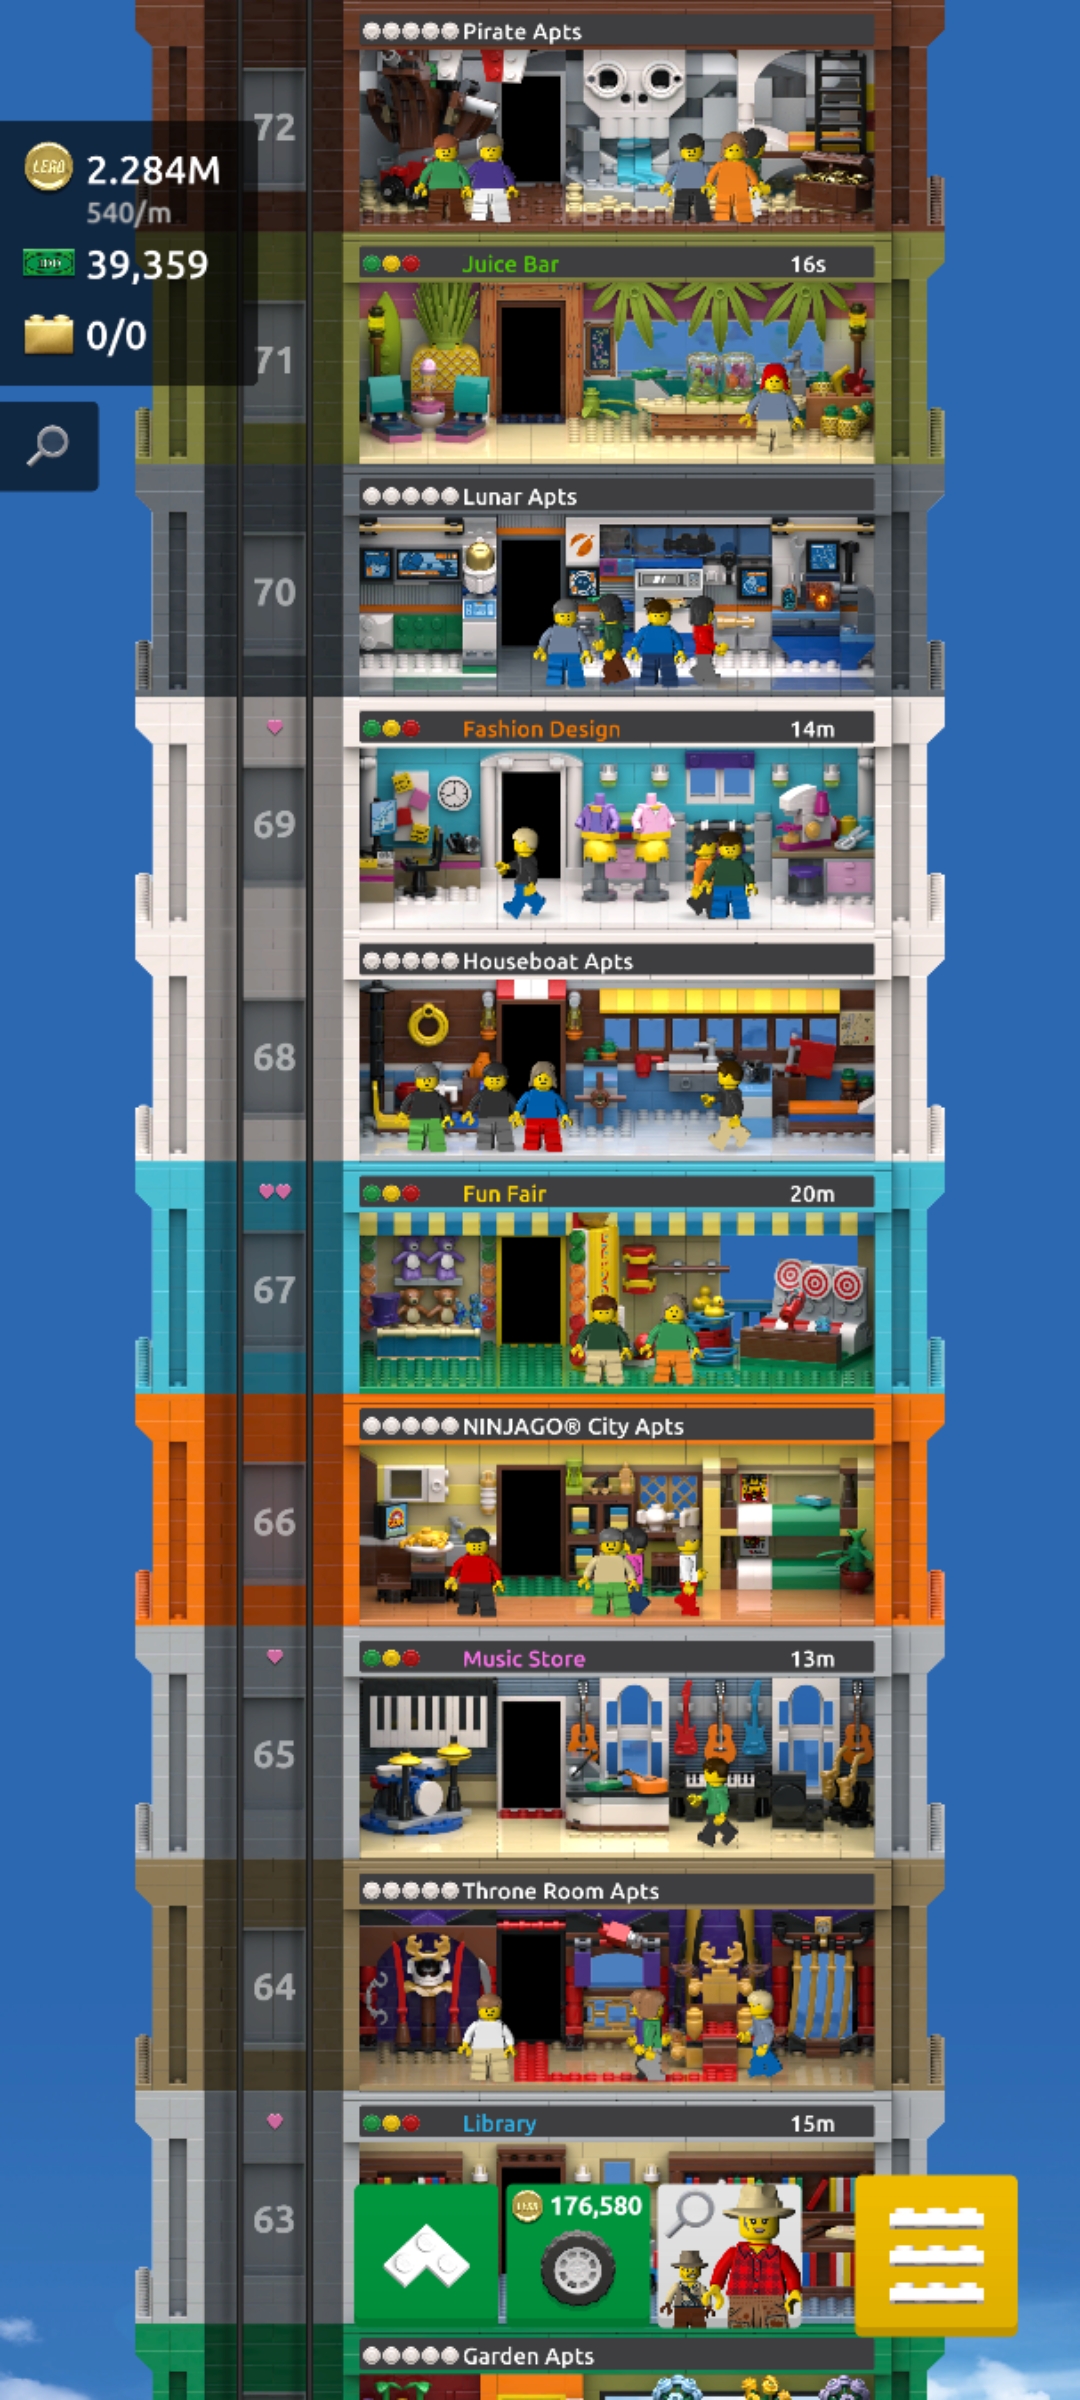 Pirate Apts
72
LEGO
2.284M
540/m
39,359
0/0
Juice Bar 16s
71
Lunar Apts
70
Fashion Design 14m
69
Houseboat Apts
68
Fun Fair 20m
67
NINJAGO® City Apts
66
Music Store 13m
65
Throne Room Apts
64
Library 15m
63
176,580
Garden Apts